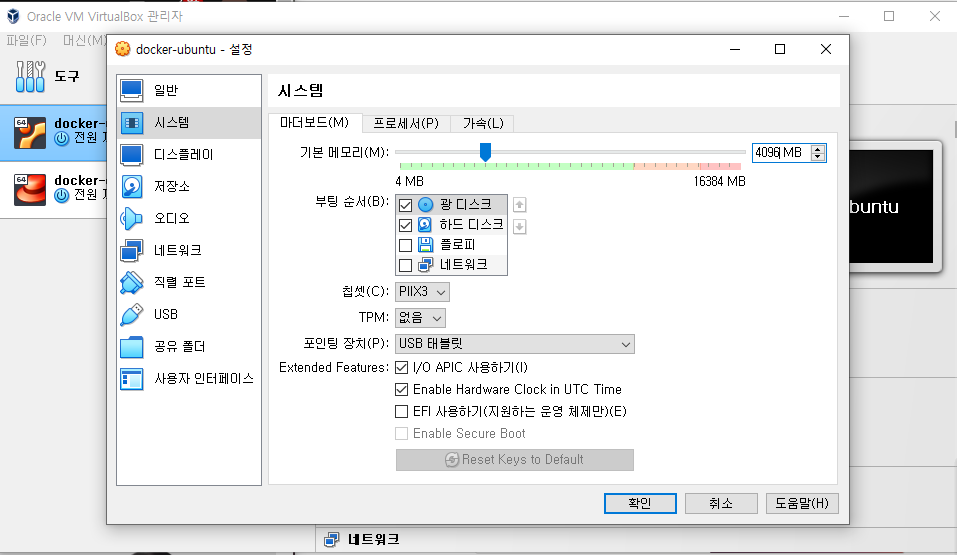 Oracle VM VirtualBox 관리자
파일(F) 머신(M)
docker-ubuntu - 설정
도구
64 docker-
전원
64 docker-
전원
buntu
일반
시스템
디스플레이
저장소
오디오
네트워크
직렬 포트
USB
공유 폴더
사용자 인터페이스
시스템
마더보드(M) 프로세서(P) 가속(L)
기본 메모리(M): 4096 MB
4 MB 16384 MB
부팅 순서(B): 광 디스크
하드 디스크
플로피
네트워크
칩셋(C): PIIX3
TPM: 없음
포인팅 장치(P): USB 태블릿
Extended Features: I/O APIC 사용하기(I)
Enable Hardware Clock in UTC Time
EFI 사용하기(지원하는 운영 체제만)(E)
Enable Secure Boot
Reset Keys to Default
확인 취소 도움말(H)
네트워크